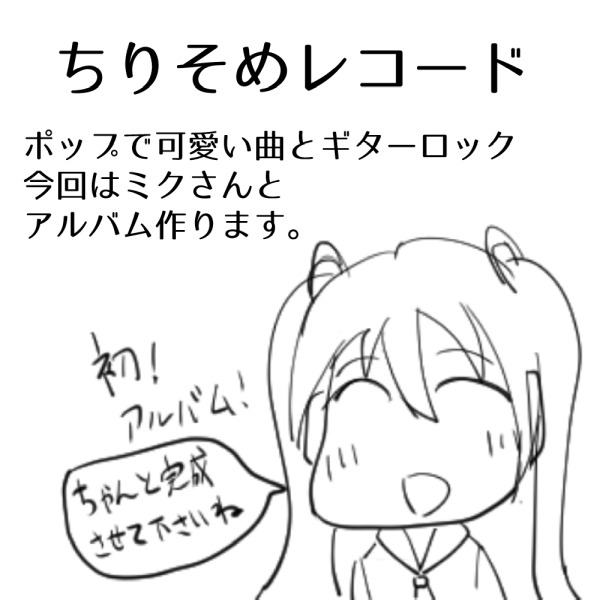 ちりそめレコード
ポップで可愛い曲とギターロック
今回はミクさんと
アルバム作ります。
初！
アルバム！
ちゃんと完成
させて下さいね